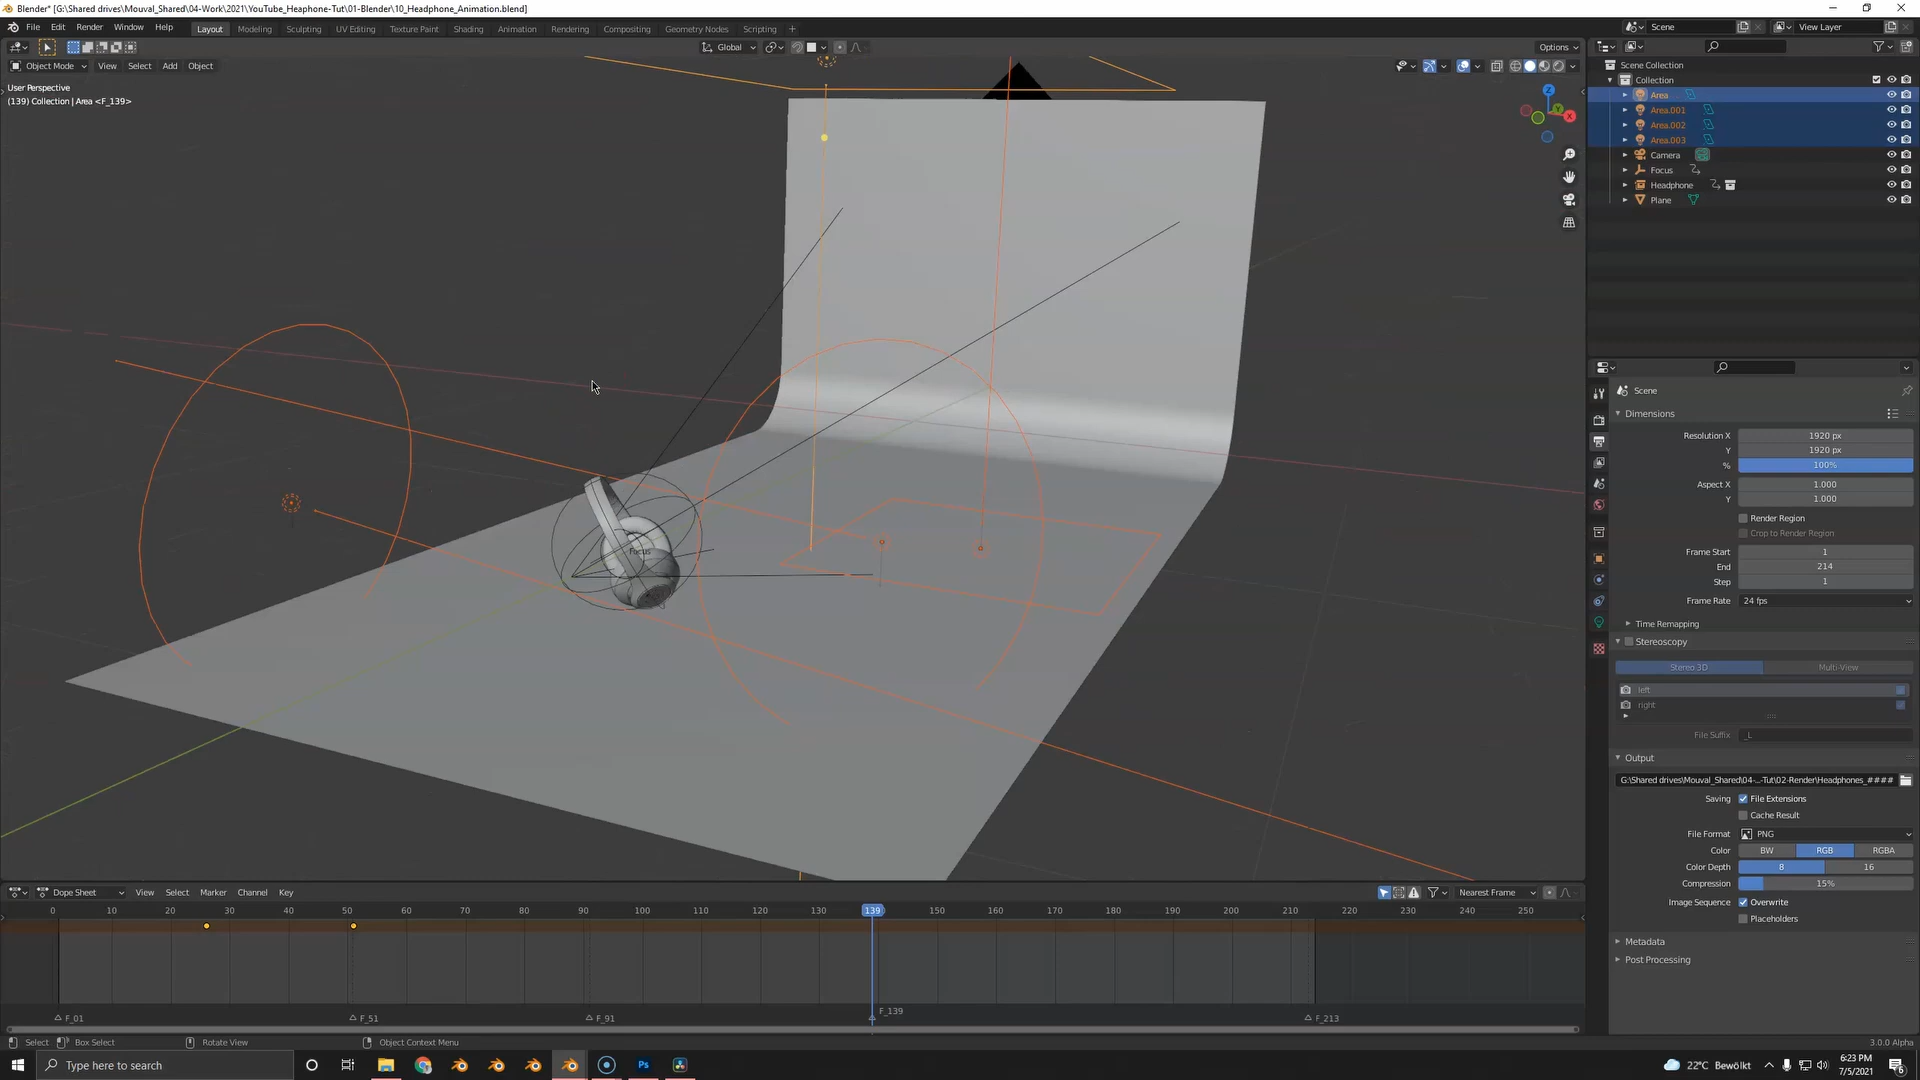 Blender* [G:\Shared drives\Mouval_Shared\04-Work\2021\YouTube_Heaphone-Tut\01-Blender\10_Headphone_Animation.blend]
File Edit Render Window Help Layout Modeling Sculpting UV Editing Texture Paint Shading Animation Rendering Compositing Geometry Nodes Scripting + Scene View Layer
Global Options
Object Mode View Select Add Object
User Perspective
(139) Collection | Area <F_139>
Z
Y
X
Focus
Scene Collection
Collection
Area
Area.001
Area.002
Area.003
Camera
Focus
Headphone
Plane
Scene
Dimensions
Resolution X 1920 px
Y 1920 px
% 100%
Aspect X 1.000
Y 1.000
Render Region
Crop to Render Region
Frame Start 1
End 214
Step 1
Frame Rate 24 fps
Time Remapping
Stereoscopy
Stereo 3D Multi-View
left
right
File Suffix _L
Output
G:\Shared drives\Mouval_Shared\04-...-Tut\02-Render\Headphones_####
Saving File Extensions
Cache Result
File Format PNG
Color BW RGB RGBA
Color Depth 8 16
Compression 15%
Image Sequence Overwrite
Placeholders
Metadata
Post Processing
Dope Sheet View Select Marker Channel Key Nearest Frame
0 10 20 30 40 50 60 70 80 90 100 110 120 130 139 150 160 170 180 190 200 210 220 230 240 250
F_01 F_51 F_91 F_139 F_213
Select Box Select Rotate View Object Context Menu 3.0.0 Alpha
Type here to search Ps 22°C Bewölkt 6:23 PM
7/5/2021 6